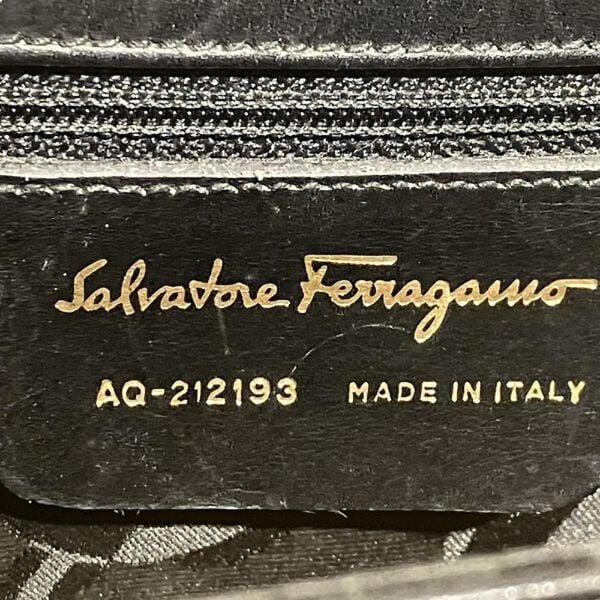 Salvatore Ferragamo
AQ-212193 MADE IN ITALY